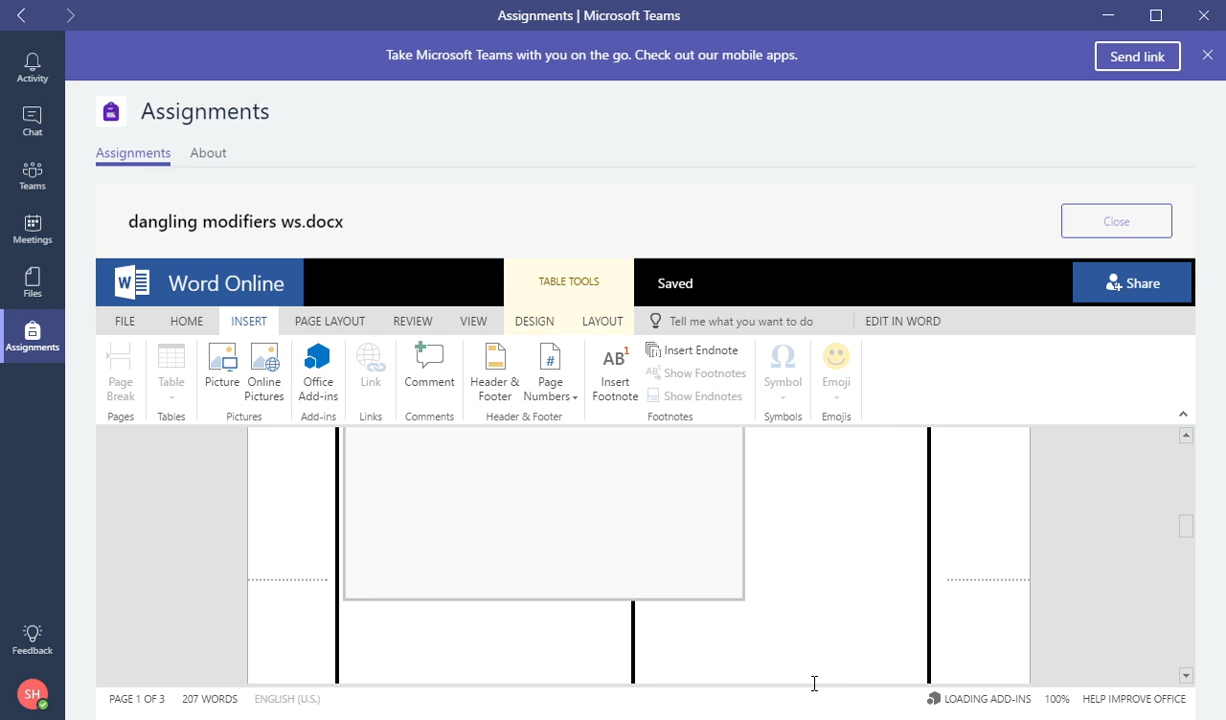 Assignments | Microsoft Teams
Take Microsoft Teams with you on the go. Check out our mobile apps.
Send link
Activity
Chat
Teams
Meetings
Files
Assignments
Feedback
SH
Assignments
Assignments About
dangling modifiers ws.docx
Close
W Word Online
TABLE TOOLS
Saved
Share
FILE HOME INSERT PAGE LAYOUT REVIEW VIEW DESIGN LAYOUT Tell me what you want to do EDIT IN WORD
Page Break
Pages
Table
Tables
Picture
Online Pictures
Pictures
Office Add-ins
Add-ins
Link
Links
Comment
Comments
Header & Footer
# Page Numbers
Header & Footer
AB1 Insert Footnote
Insert Endnote
AB1 Show Footnotes
Show Endnotes
Footnotes
Ω Symbol
Symbols
Emoji
Emojis
PAGE 1 OF 3 207 WORDS ENGLISH (U.S.) LOADING ADD-INS 100% HELP IMPROVE OFFICE